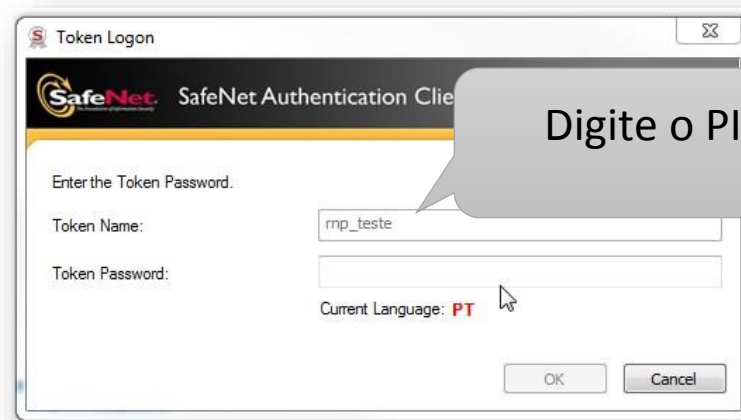 Token Logon
SafeNet. SafeNet Authentication Clie
Digite o PI
Enter the Token Password.
Token Name: rnp_teste
Token Password:
Current Language: PT
OK Cancel